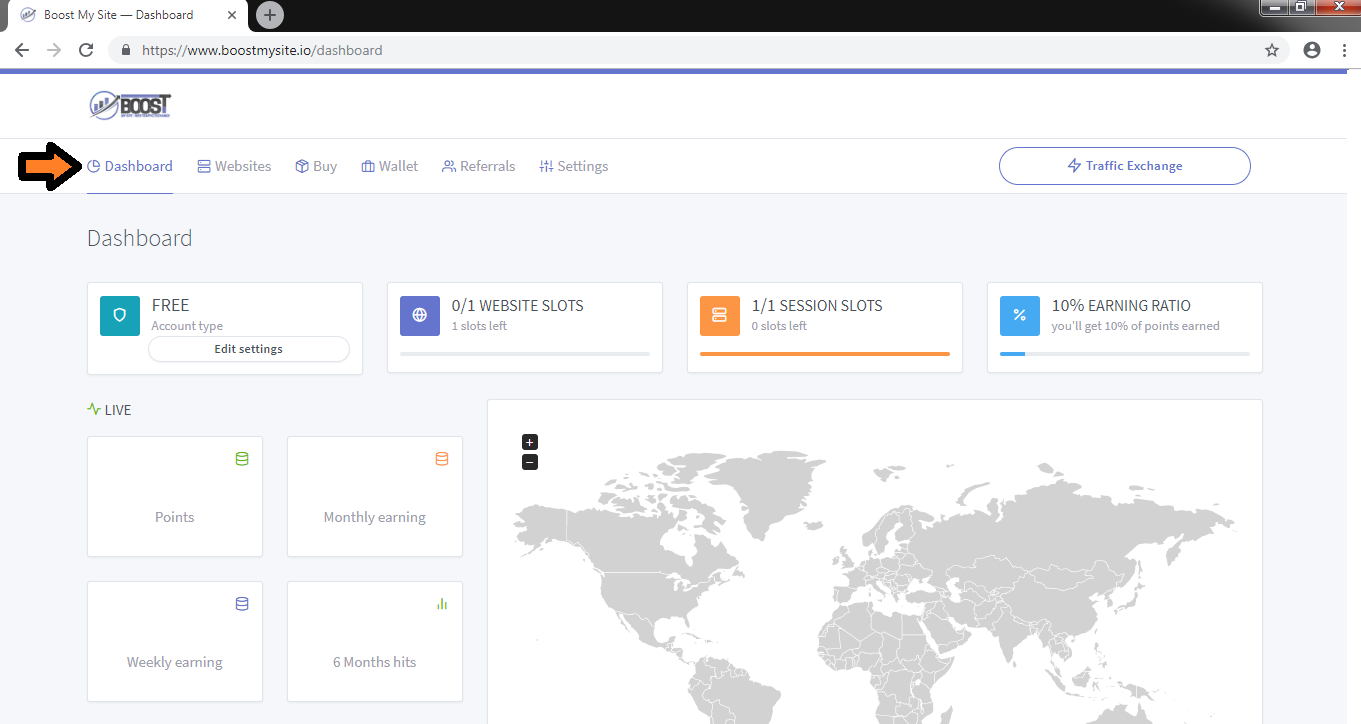 Boost My Site — Dashboard
https://www.boostmysite.io/dashboard
BOOST
Dashboard Websites Buy Wallet Referrals Settings Traffic Exchange
Dashboard
FREE
Account type
Edit settings
0/1 WEBSITE SLOTS
1 slots left
1/1 SESSION SLOTS
0 slots left
10% EARNING RATIO
you'll get 10% of points earned
LIVE
Points
Monthly earning
Weekly earning
6 Months hits
+
−